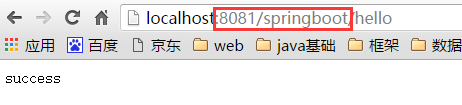 localhost:8081/springboot/hello
应用 百度 京东 web java基础 框架 数据
success